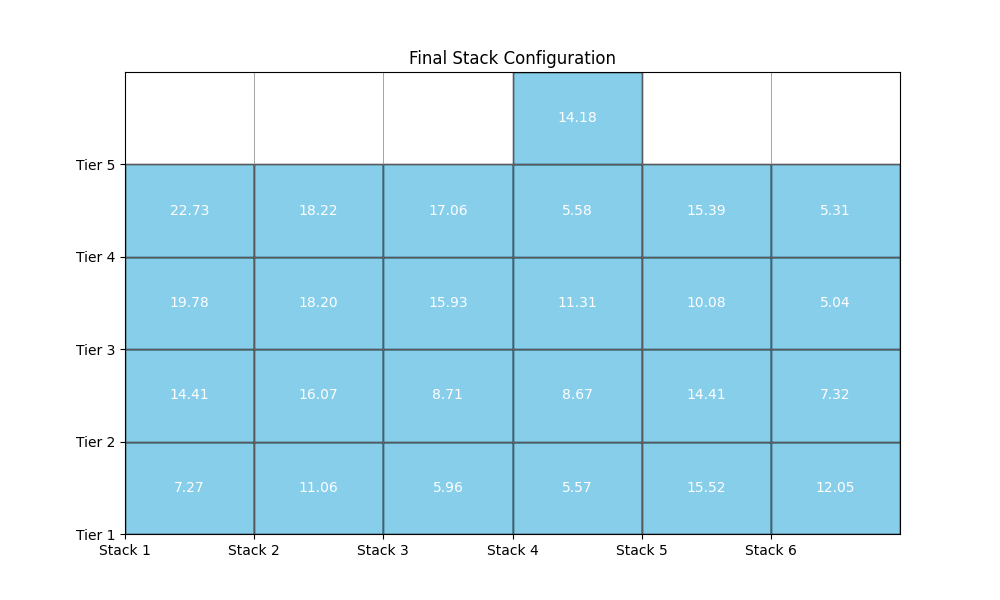 Final Stack Configuration
14.18
Tier 5
22.73 18.22 17.06 5.58 15.39 5.31
Tier 4
19.78 18.20 15.93 11.31 10.08 5.04
Tier 3
14.41 16.07 8.71 8.67 14.41 7.32
Tier 2
7.27 11.06 5.96 5.57 15.52 12.05
Tier 1
Stack 1 Stack 2 Stack 3 Stack 4 Stack 5 Stack 6